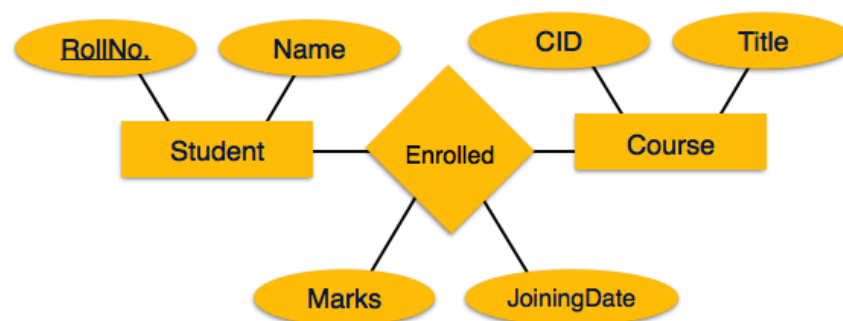 RollNo.
Name
CID
Title
Student
Enrolled
Course
Marks
JoiningDate